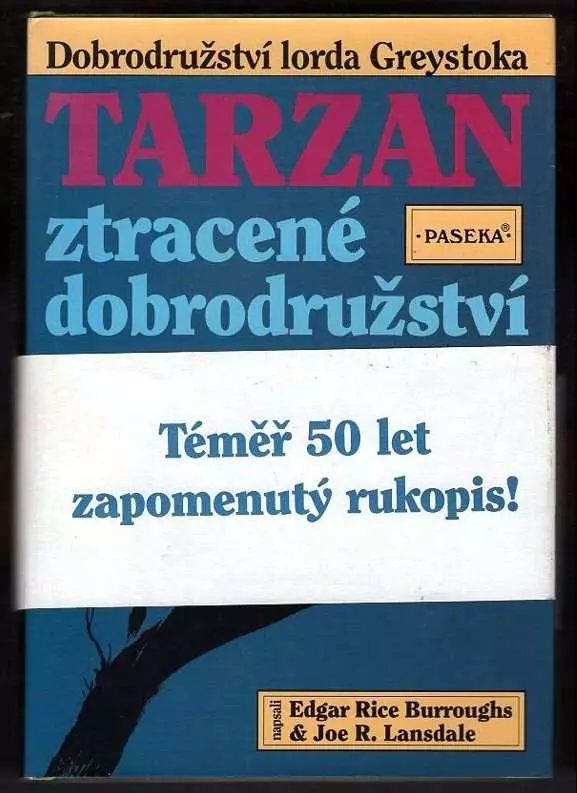 Dobrodružství lorda Greystoka
TARZAN
ztracené
·PASEKA®·
dobrodružství
Téměř 50 let
zapomenutý rukopis!
napsali
Edgar Rice Burroughs
& Joe R. Lansdale